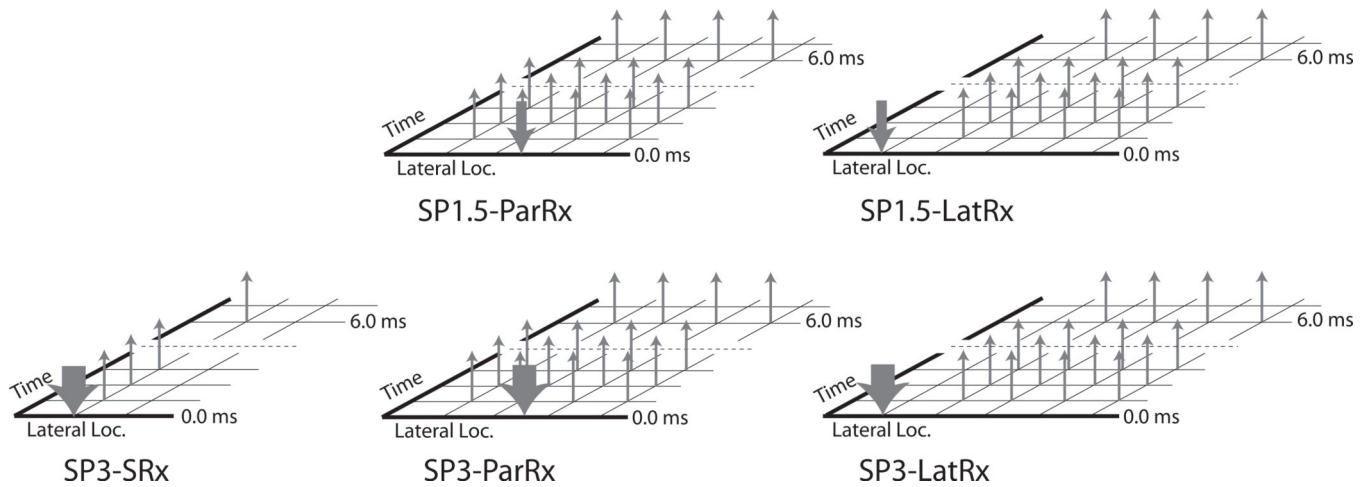 6.0 ms
Time
0.0 ms
Lateral Loc.
SP1.5-ParRx
6.0 ms
Time
0.0 ms
Lateral Loc.
SP1.5-LatRx
6.0 ms
Time
0.0 ms
Lateral Loc.
SP3-SRx
6.0 ms
Time
0.0 ms
Lateral Loc.
SP3-ParRx
6.0 ms
Time
0.0 ms
Lateral Loc.
SP3-LatRx